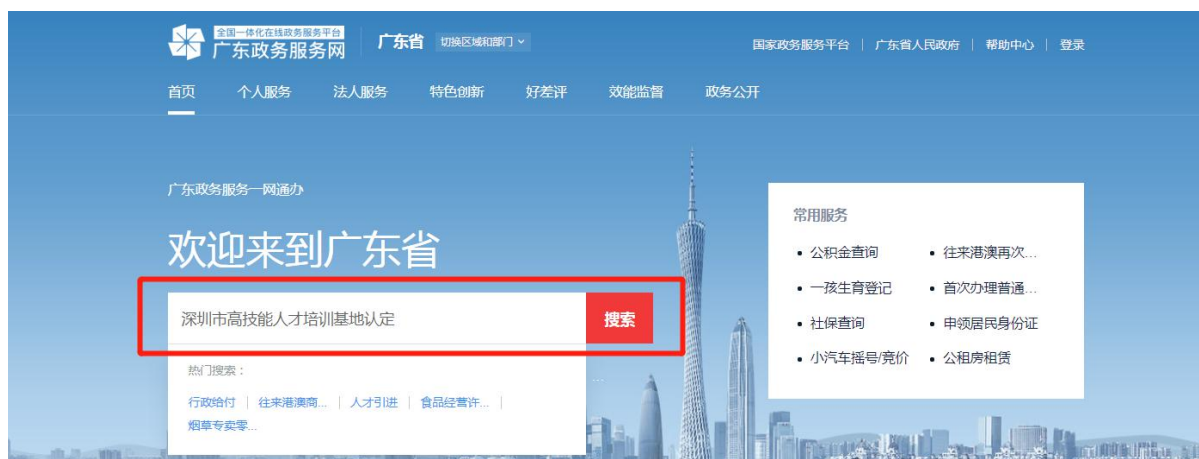 全国一体化在线政务服务平台
广东政务服务网
广东省 切换区域和部门
国家政务服务平台 | 广东省人民政府 | 帮助中心 | 登录
首页 个人服务 法人服务 特色创新 好差评 效能监督 政务公开
广东政务服务一网通办
欢迎来到广东省
深圳市高技能人才培训基地认定 搜索
热门搜索：
行政给付 | 往来港澳商... | 人才引进 | 食品经营许... |
烟草专卖零...
常用服务
• 公积金查询 • 往来港澳再次...
• 一孩生育登记 • 首次办理普通...
• 社保查询 • 申领居民身份证
• 小汽车摇号/竞价 • 公租房租赁